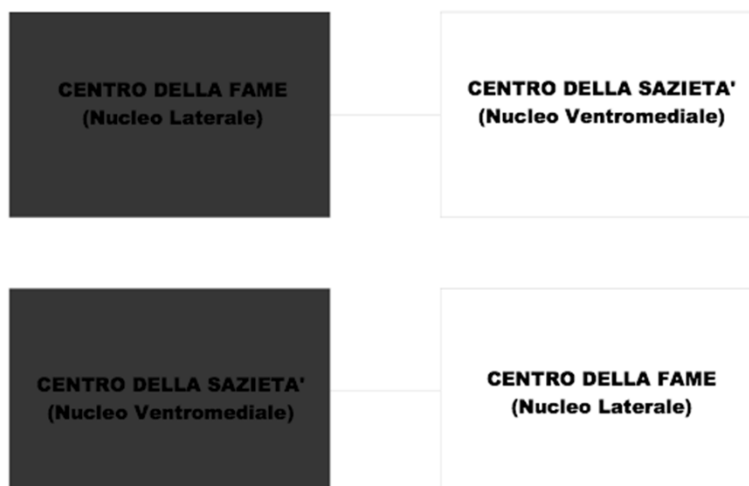 CENTRO DELLA FAME
(Nucleo Laterale)
CENTRO DELLA SAZIETA'
(Nucleo Ventromediale)
CENTRO DELLA SAZIETA'
(Nucleo Ventromediale)
CENTRO DELLA FAME
(Nucleo Laterale)